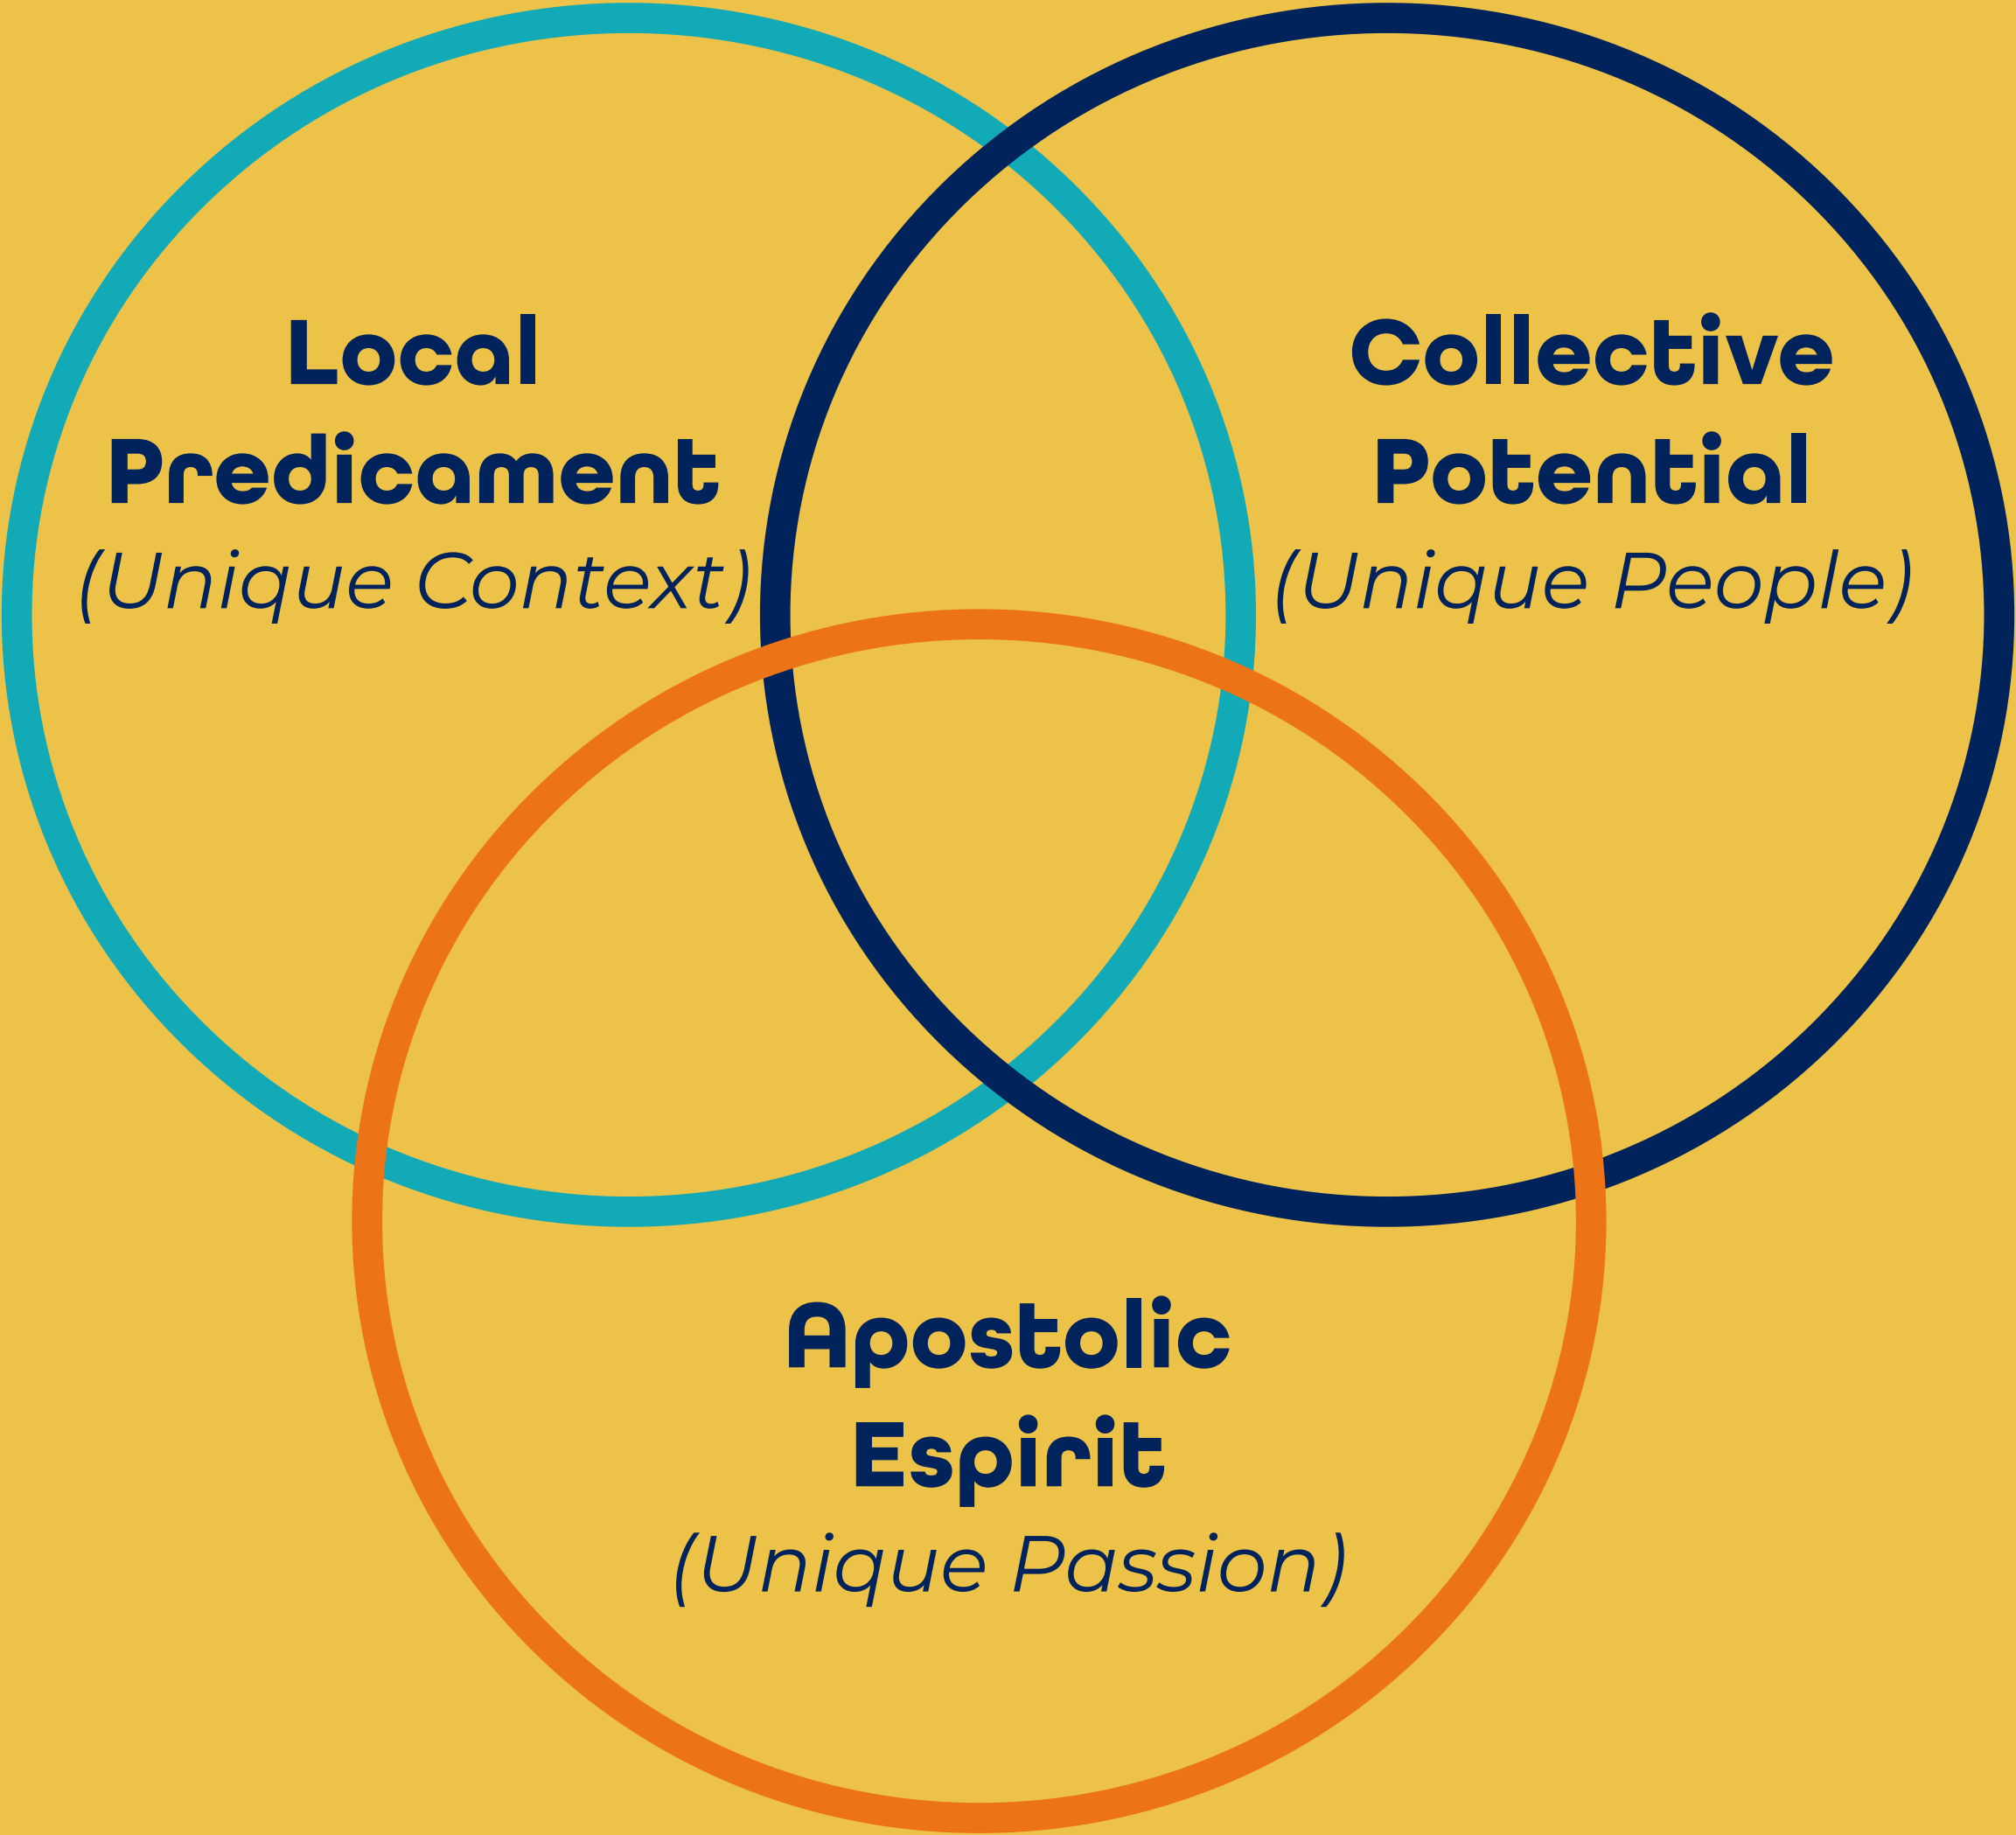 Local
Predicament
(Unique Context)
Collective
Potential
(Unique People)
Apostolic
Espirit
(Unique Passion)